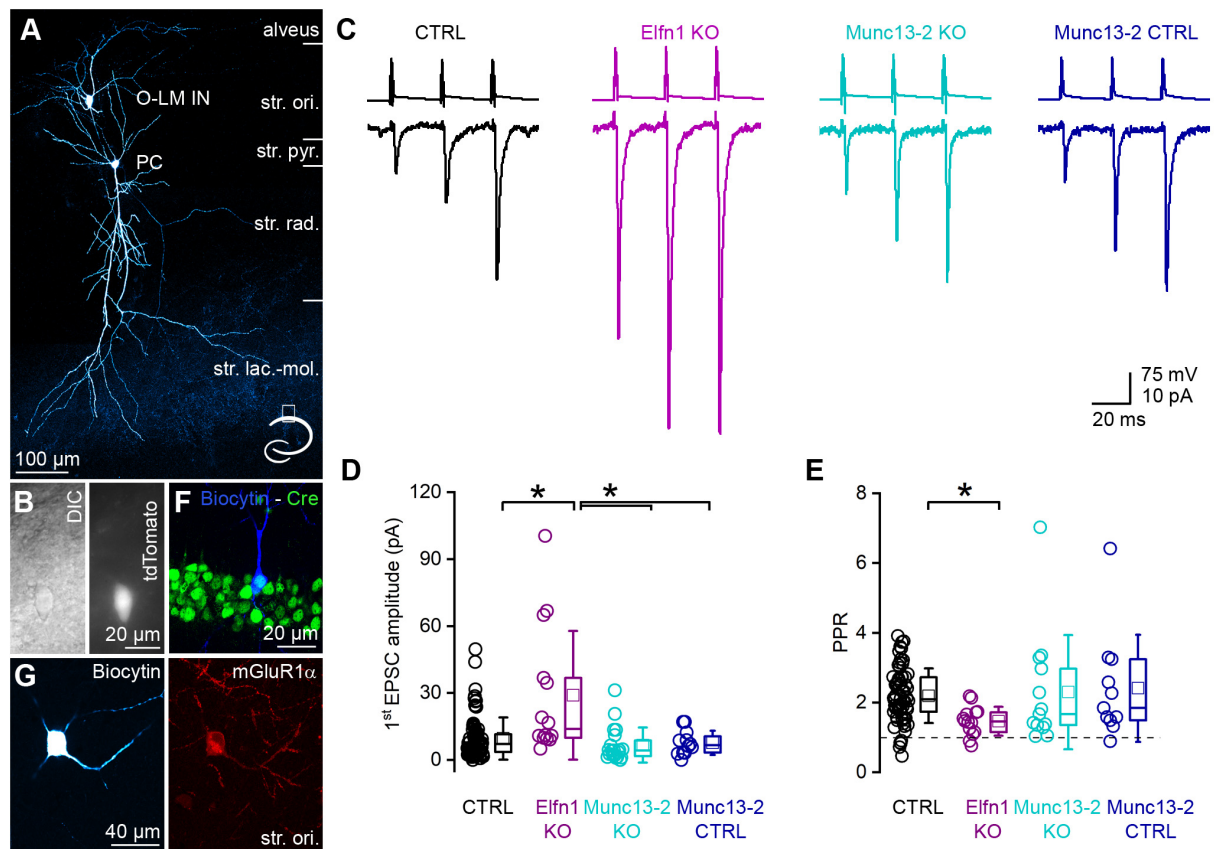 A
alveus
O-LM IN
str. ori.
str. pyr.
PC
str. rad.
str. lac.-mol.
100 µm
B
DIC
tdTomato
20 µm
F
Biocytin - Cre
20 µm
G
Biocytin
40 µm
mGluR1α
str. ori.
C
CTRL
Elfn1 KO
Munc13-2 KO
Munc13-2 CTRL
75 mV
10 pA
20 ms
D
1st EPSC amplitude (pA)
120
90
60
30
0
*
*
CTRL
Elfn1
KO
Munc13-2
KO
Munc13-2
CTRL
E
PPR
8
6
4
2
0
*
CTRL
Elfn1
KO
Munc13-2
KO
Munc13-2
CTRL